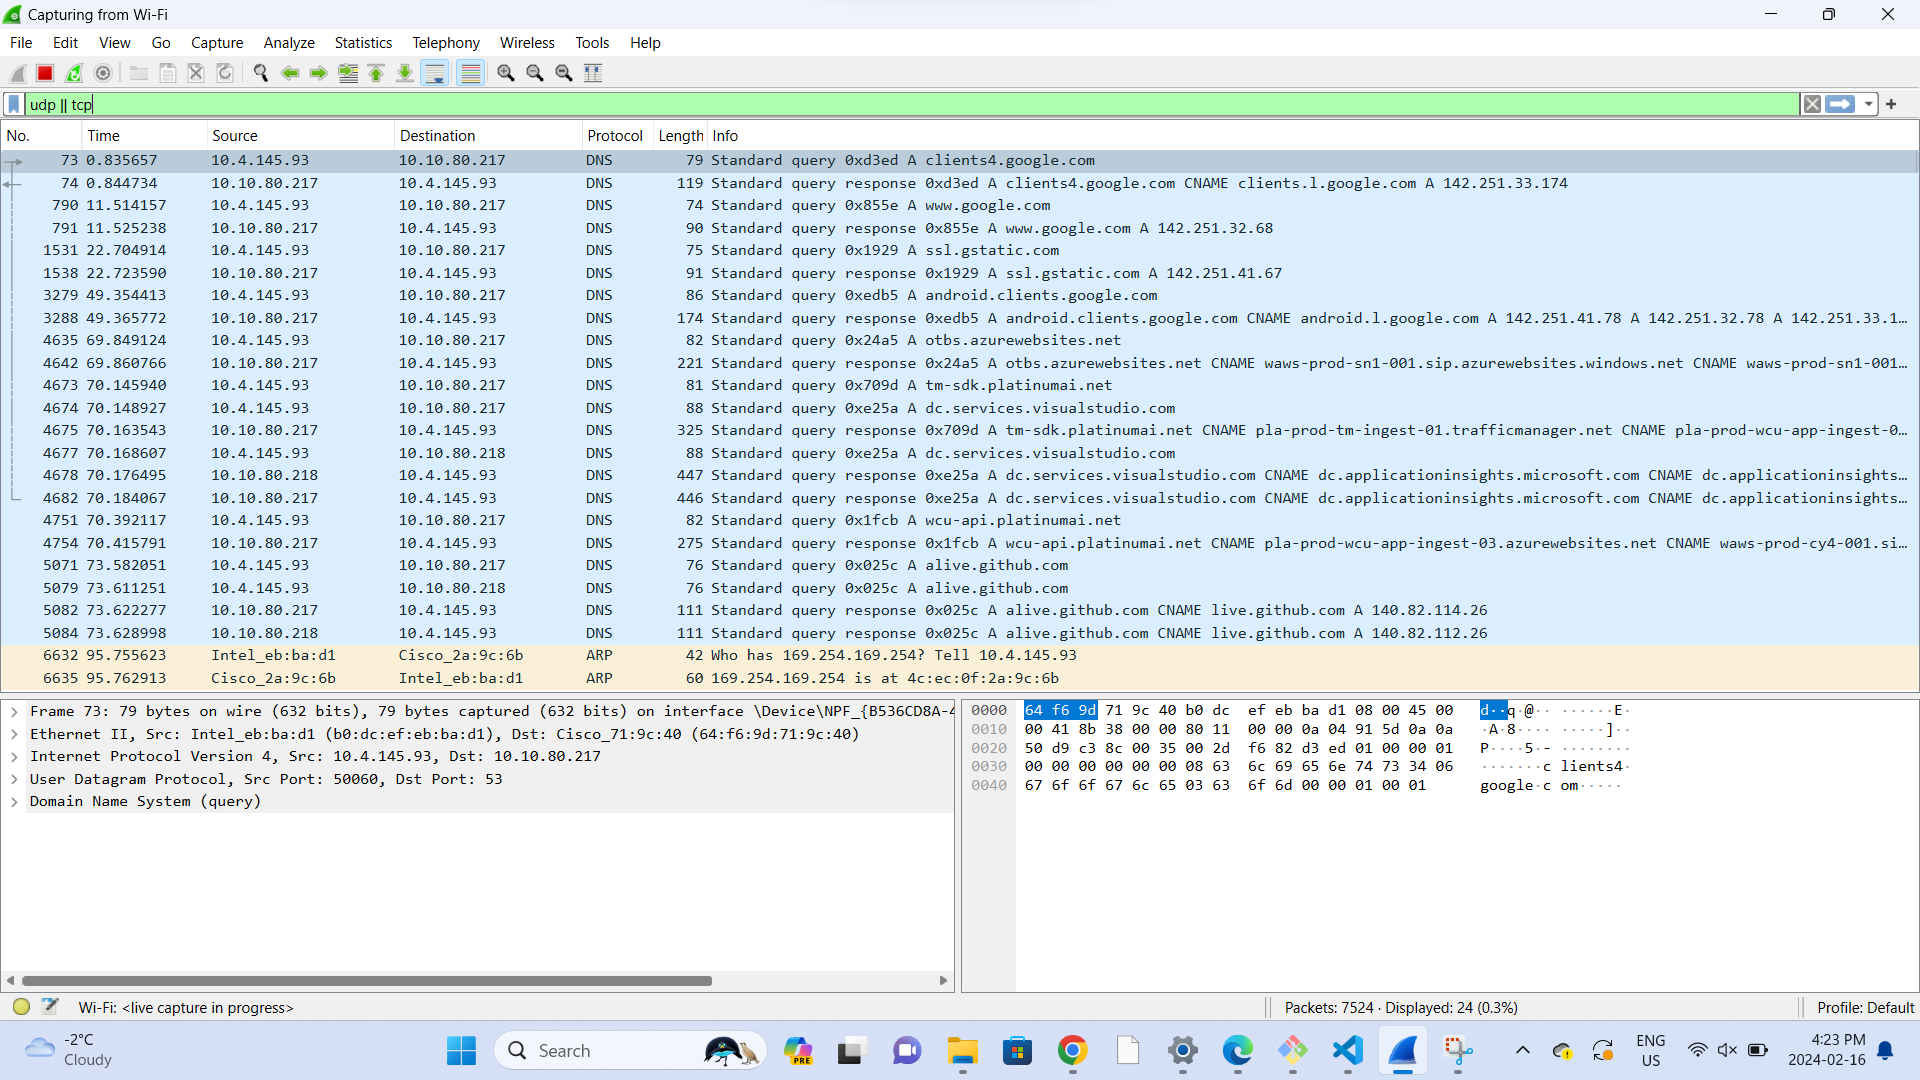 Capturing from Wi-Fi
File Edit View Go Capture Analyze Statistics Telephony Wireless Tools Help
udp || tcp
No. Time Source Destination Protocol Length Info
73 0.835657 10.4.145.93 10.10.80.217 DNS 79 Standard query 0xd3ed A clients4.google.com
74 0.844734 10.10.80.217 10.4.145.93 DNS 119 Standard query response 0xd3ed A clients4.google.com CNAME clients.l.google.com A 142.251.33.174
790 11.514157 10.4.145.93 10.10.80.217 DNS 74 Standard query 0x855e A www.google.com
791 11.525238 10.10.80.217 10.4.145.93 DNS 90 Standard query response 0x855e A www.google.com A 142.251.32.68
1531 22.704914 10.4.145.93 10.10.80.217 DNS 75 Standard query 0x1929 A ssl.gstatic.com
1538 22.723590 10.10.80.217 10.4.145.93 DNS 91 Standard query response 0x1929 A ssl.gstatic.com A 142.251.41.67
3279 49.354413 10.4.145.93 10.10.80.217 DNS 86 Standard query 0xedb5 A android.clients.google.com
3288 49.365772 10.10.80.217 10.4.145.93 DNS 174 Standard query response 0xedb5 A android.clients.google.com CNAME android.l.google.com A 142.251.41.78 A 142.251.32.78 A 142.251.33.1…
4635 69.849124 10.4.145.93 10.10.80.217 DNS 82 Standard query 0x24a5 A otbs.azurewebsites.net
4642 69.860766 10.10.80.217 10.4.145.93 DNS 221 Standard query response 0x24a5 A otbs.azurewebsites.net CNAME waws-prod-sn1-001.sip.azurewebsites.windows.net CNAME waws-prod-sn1-001…
4673 70.145940 10.4.145.93 10.10.80.217 DNS 81 Standard query 0x709d A tm-sdk.platinumai.net
4674 70.148927 10.4.145.93 10.10.80.217 DNS 88 Standard query 0xe25a A dc.services.visualstudio.com
4675 70.163543 10.10.80.217 10.4.145.93 DNS 325 Standard query response 0x709d A tm-sdk.platinumai.net CNAME pla-prod-tm-ingest-01.trafficmanager.net CNAME pla-prod-wcu-app-ingest-0…
4677 70.168607 10.4.145.93 10.10.80.218 DNS 88 Standard query 0xe25a A dc.services.visualstudio.com
4678 70.176495 10.10.80.218 10.4.145.93 DNS 447 Standard query response 0xe25a A dc.services.visualstudio.com CNAME dc.applicationinsights.microsoft.com CNAME dc.applicationinsights…
4682 70.184067 10.10.80.217 10.4.145.93 DNS 446 Standard query response 0xe25a A dc.services.visualstudio.com CNAME dc.applicationinsights.microsoft.com CNAME dc.applicationinsights…
4751 70.392117 10.4.145.93 10.10.80.217 DNS 82 Standard query 0x1fcb A wcu-api.platinumai.net
4754 70.415791 10.10.80.217 10.4.145.93 DNS 275 Standard query response 0x1fcb A wcu-api.platinumai.net CNAME pla-prod-wcu-app-ingest-03.azurewebsites.net CNAME waws-prod-cy4-001.si…
5071 73.582051 10.4.145.93 10.10.80.217 DNS 76 Standard query 0x025c A alive.github.com
5079 73.611251 10.4.145.93 10.10.80.218 DNS 76 Standard query 0x025c A alive.github.com
5082 73.622277 10.10.80.217 10.4.145.93 DNS 111 Standard query response 0x025c A alive.github.com CNAME live.github.com A 140.82.114.26
5084 73.628998 10.10.80.218 10.4.145.93 DNS 111 Standard query response 0x025c A alive.github.com CNAME live.github.com A 140.82.112.26
6632 95.755623 Intel_eb:ba:d1 Cisco_2a:9c:6b ARP 42 Who has 169.254.169.254? Tell 10.4.145.93
6635 95.762913 Cisco_2a:9c:6b Intel_eb:ba:d1 ARP 60 169.254.169.254 is at 4c:ec:0f:2a:9c:6b
Frame 73: 79 bytes on wire (632 bits), 79 bytes captured (632 bits) on interface \Device\NPF_{B536CD8A-4
Ethernet II, Src: Intel_eb:ba:d1 (b0:dc:ef:eb:ba:d1), Dst: Cisco_71:9c:40 (64:f6:9d:71:9c:40)
Internet Protocol Version 4, Src: 10.4.145.93, Dst: 10.10.80.217
User Datagram Protocol, Src Port: 50060, Dst Port: 53
Domain Name System (query)
0000 64 f6 9d 71 9c 40 b0 dc ef eb ba d1 08 00 45 00 d··q·@·· ······E·
0010 00 41 8b 38 00 00 80 11 00 00 0a 04 91 5d 0a 0a ·A·8···· ·····]··
0020 50 d9 c3 8c 00 35 00 2d f6 82 d3 ed 01 00 00 01 P····5·- ········
0030 00 00 00 00 00 00 08 63 6c 69 65 6e 74 73 34 06 ·······c lients4·
0040 67 6f 6f 67 6c 65 03 63 6f 6d 00 00 01 00 01 google·c om·····
Wi-Fi: <live capture in progress>
Packets: 7524 · Displayed: 24 (0.3%)
Profile: Default
-2°C
Cloudy
Search
PRE
ENG
US
4:23 PM
2024-02-16